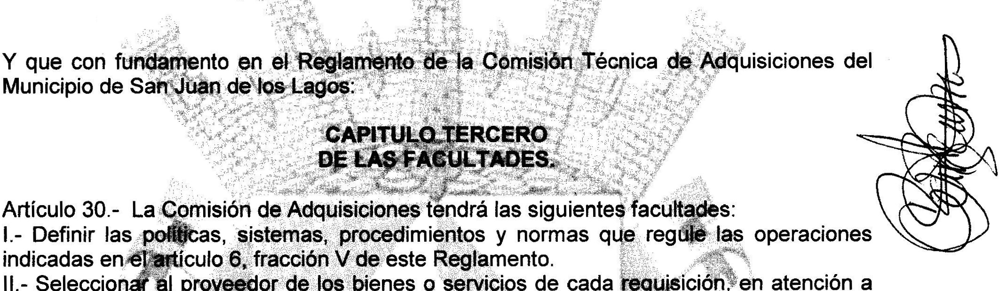 Y que con fundamento en el Reglamento de la Comisión Técnica de Adquisiciones del
Municipio de San Juan de los Lagos:
CAPITULO TERCERO
DE LAS FACULTADES.
Artículo 30.- La Comisión de Adquisiciones tendrá las siguientes facultades:
I.- Definir las políticas, sistemas, procedimientos y normas que regule las operaciones
indicadas en el artículo 6, fracción V de este Reglamento.
II.- Seleccionar al proveedor de los bienes o servicios de cada requisición, en atención a